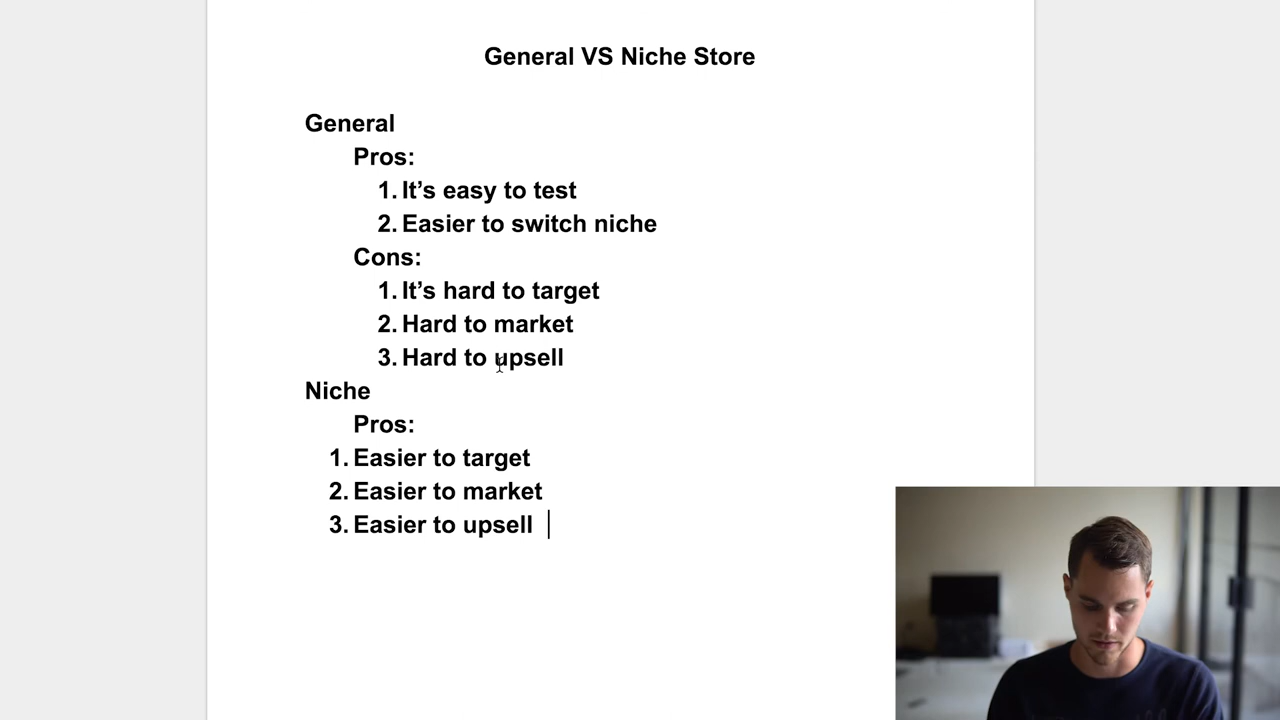 General VS Niche Store
General
Pros:
1. It’s easy to test
2. Easier to switch niche
Cons:
1. It’s hard to target
2. Hard to market
3. Hard to upsell
Niche
Pros:
1. Easier to target
2. Easier to market
3. Easier to upsell